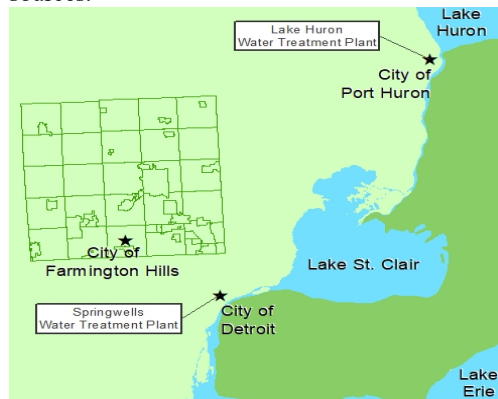 Lake
Huron
Lake Huron
Water Treatment Plant
City of
Port Huron
City of
Farmington Hills
Lake St. Clair
Springwells
Water Treatment Plant
City of
Detroit
Lake
Erie